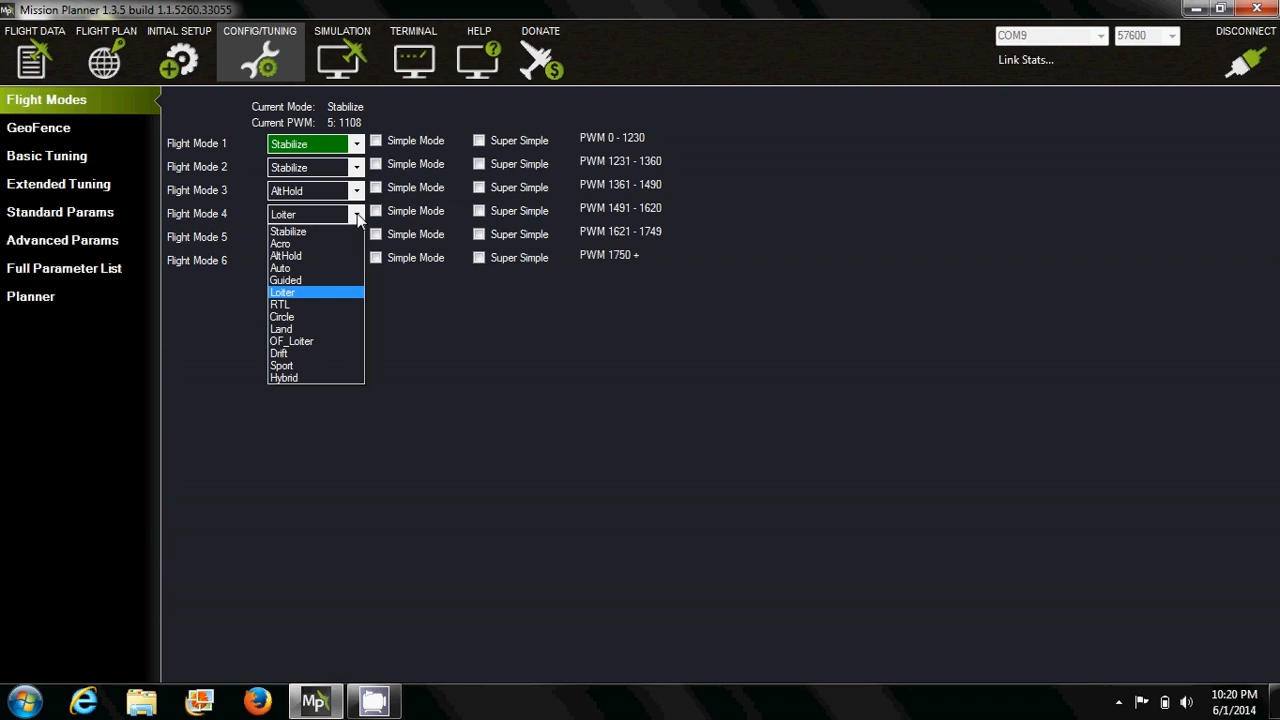 Mp Mission Planner 1.3.5 build 1.1.5260.33055
FLIGHT DATA FLIGHT PLAN INITIAL SETUP CONFIG/TUNING SIMULATION TERMINAL HELP DONATE
COM9 57600 DISCONNECT
Link Stats...
Flight Modes
GeoFence
Basic Tuning
Extended Tuning
Standard Params
Advanced Params
Full Parameter List
Planner
Current Mode: Stabilize
Current PWM: 5: 1108
Flight Mode 1 Stabilize Simple Mode Super Simple PWM 0 - 1230
Flight Mode 2 Stabilize Simple Mode Super Simple PWM 1231 - 1360
Flight Mode 3 AltHold Simple Mode Super Simple PWM 1361 - 1490
Flight Mode 4 Loiter Simple Mode Super Simple PWM 1491 - 1620
Flight Mode 5 Simple Mode Super Simple PWM 1621 - 1749
Flight Mode 6 Simple Mode Super Simple PWM 1750 +
Stabilize
Acro
AltHold
Auto
Guided
Loiter
RTL
Circle
Land
OF_Loiter
Drift
Sport
Hybrid
Mp
10:20 PM
6/1/2014